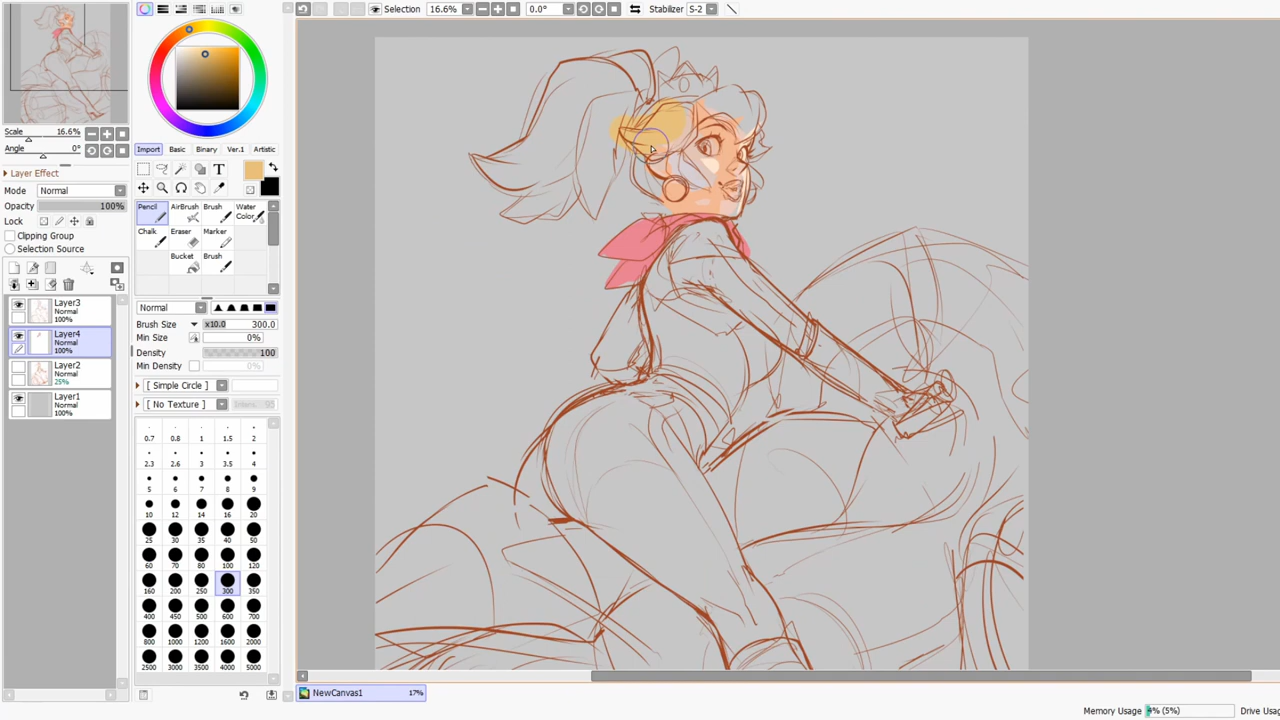 Selection 16.6% 0.0° Stabilizer S-2
Scale 16.6%
Angle 0°
Layer Effect
Mode Normal
Opacity 100%
Lock
Clipping Group
Selection Source
Layer3
Normal
100%
Layer4
Normal
100%
Layer2
Normal
25%
Layer1
Normal
100%
Import Basic Binary Ver.1 Artistic
T
Pencil AirBrush Brush Water
Color
Chalk Eraser Marker
Bucket Brush
Normal
Brush Size x10.0 300.0
Min Size 0%
Density 100
Min Density 0%
[ Simple Circle ]
[ No Texture ]
0.7 0.8 1 1.5 2
2.3 2.6 3 3.5 4
5 6 7 8 9
10 12 14 16 20
25 30 35 40 50
60 70 80 100 120
160 200 250 300 350
400 450 500 600 700
800 1000 1200 1600 2000
2500 3000 3500 4000 5000
NewCanvas1 17%
Memory Usage (5%) Drive Usag